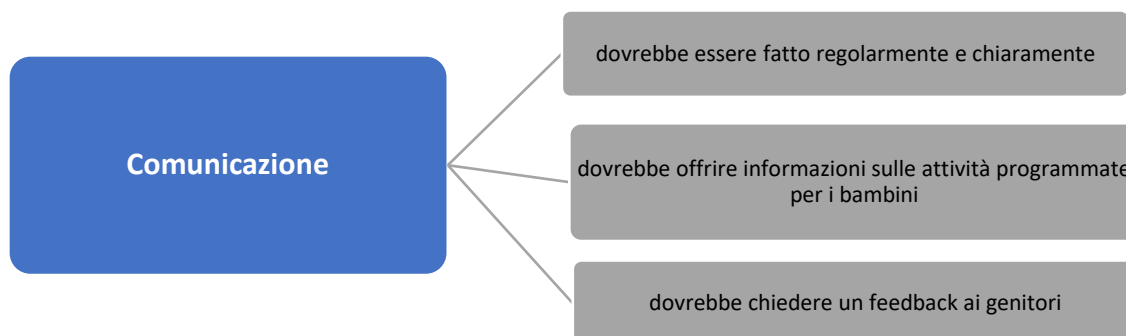 Comunicazione
dovrebbe essere fatto regolarmente e chiaramente
dovrebbe offrire informazioni sulle attività programmate
per i bambini
dovrebbe chiedere un feedback ai genitori